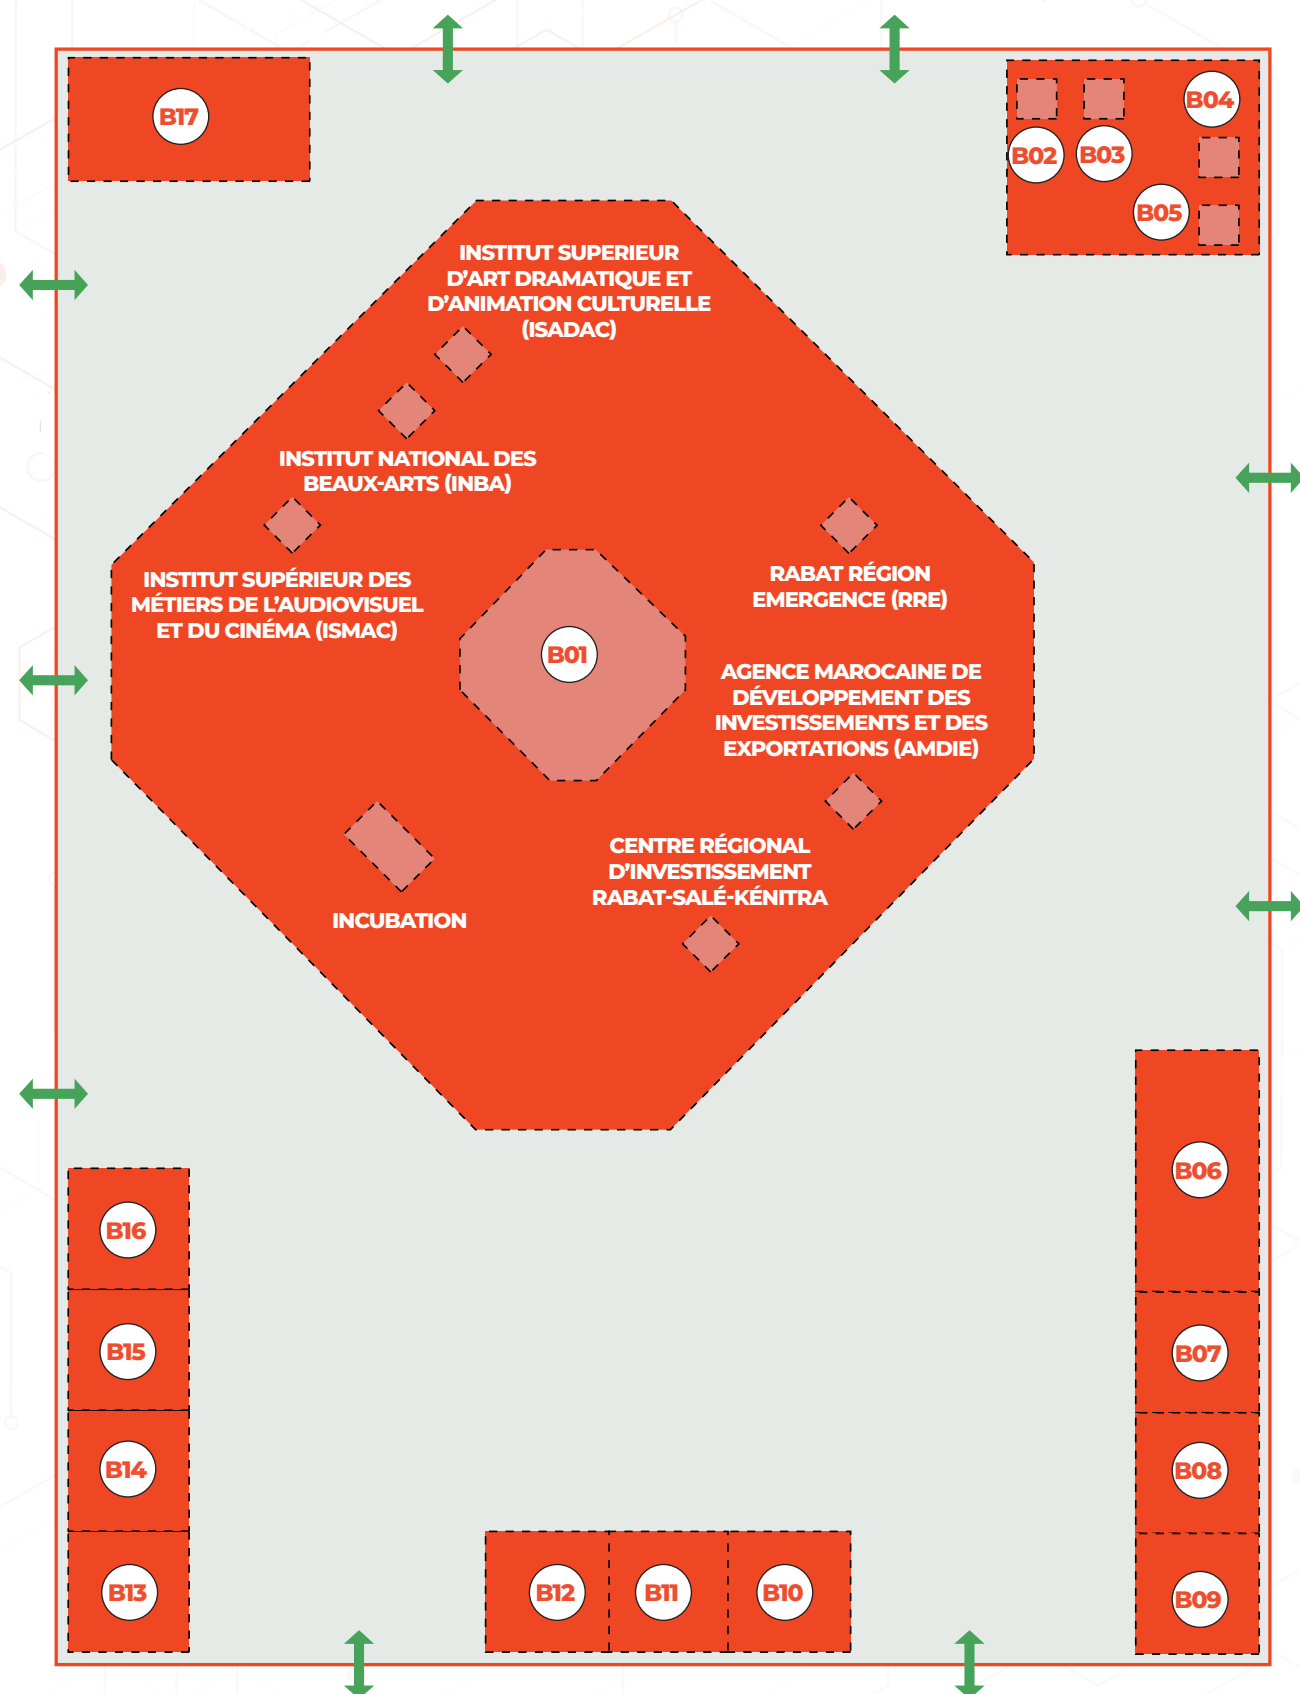 B17
B04
B02
B03
B05
INSTITUT SUPERIEUR
D’ART DRAMATIQUE ET
D’ANIMATION CULTURELLE
(ISADAC)
INSTITUT NATIONAL DES
BEAUX-ARTS (INBA)
INSTITUT SUPÉRIEUR DES
MÉTIERS DE L’AUDIOVISUEL
ET DU CINÉMA (ISMAC)
RABAT RÉGION
EMERGENCE (RRE)
B01
AGENCE MAROCAINE DE
DÉVELOPPEMENT DES
INVESTISSEMENTS ET DES
EXPORTATIONS (AMDIE)
CENTRE RÉGIONAL
D’INVESTISSEMENT
RABAT-SALÉ-KÉNITRA
INCUBATION
B06
B16
B15
B07
B14
B08
B13
B12
B11
B10
B09